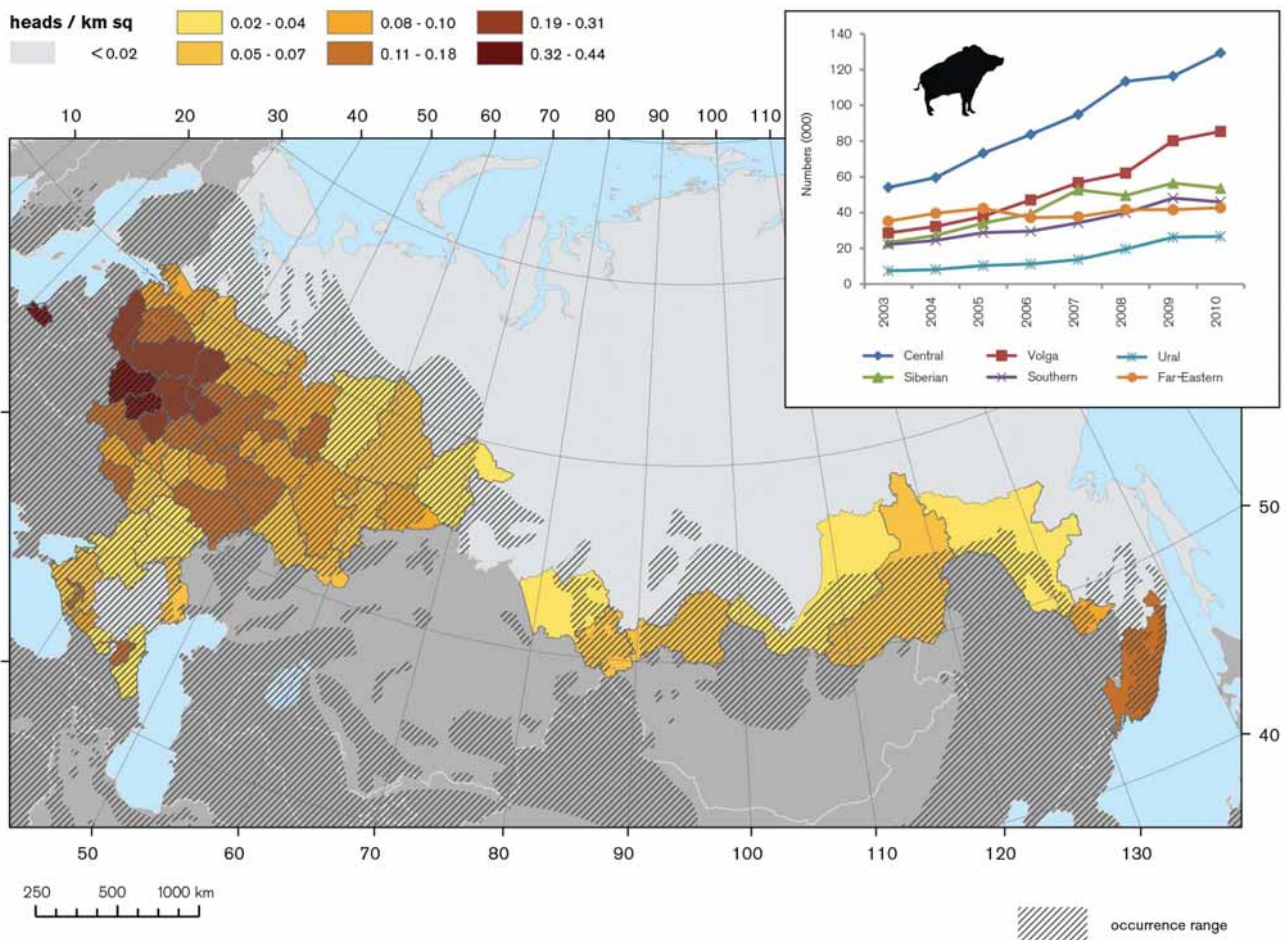 heads / km sq
<0.02
0.02 - 0.04
0.05 - 0.07
0.08 - 0.10
0.11 - 0.18
0.19 - 0.31
0.32 - 0.44
10 20 30 40 50 60 70 80 90 100 110
140
120
100
80
60
40
20
0
Numbers (000)
2003 2004 2005 2006 2007 2008 2009 2010
Central Volga Ural
Siberian Southern Far-Eastern
50
40
50 60 70 80 90 100 110 120 130
250 500 1000 km
occurrence range